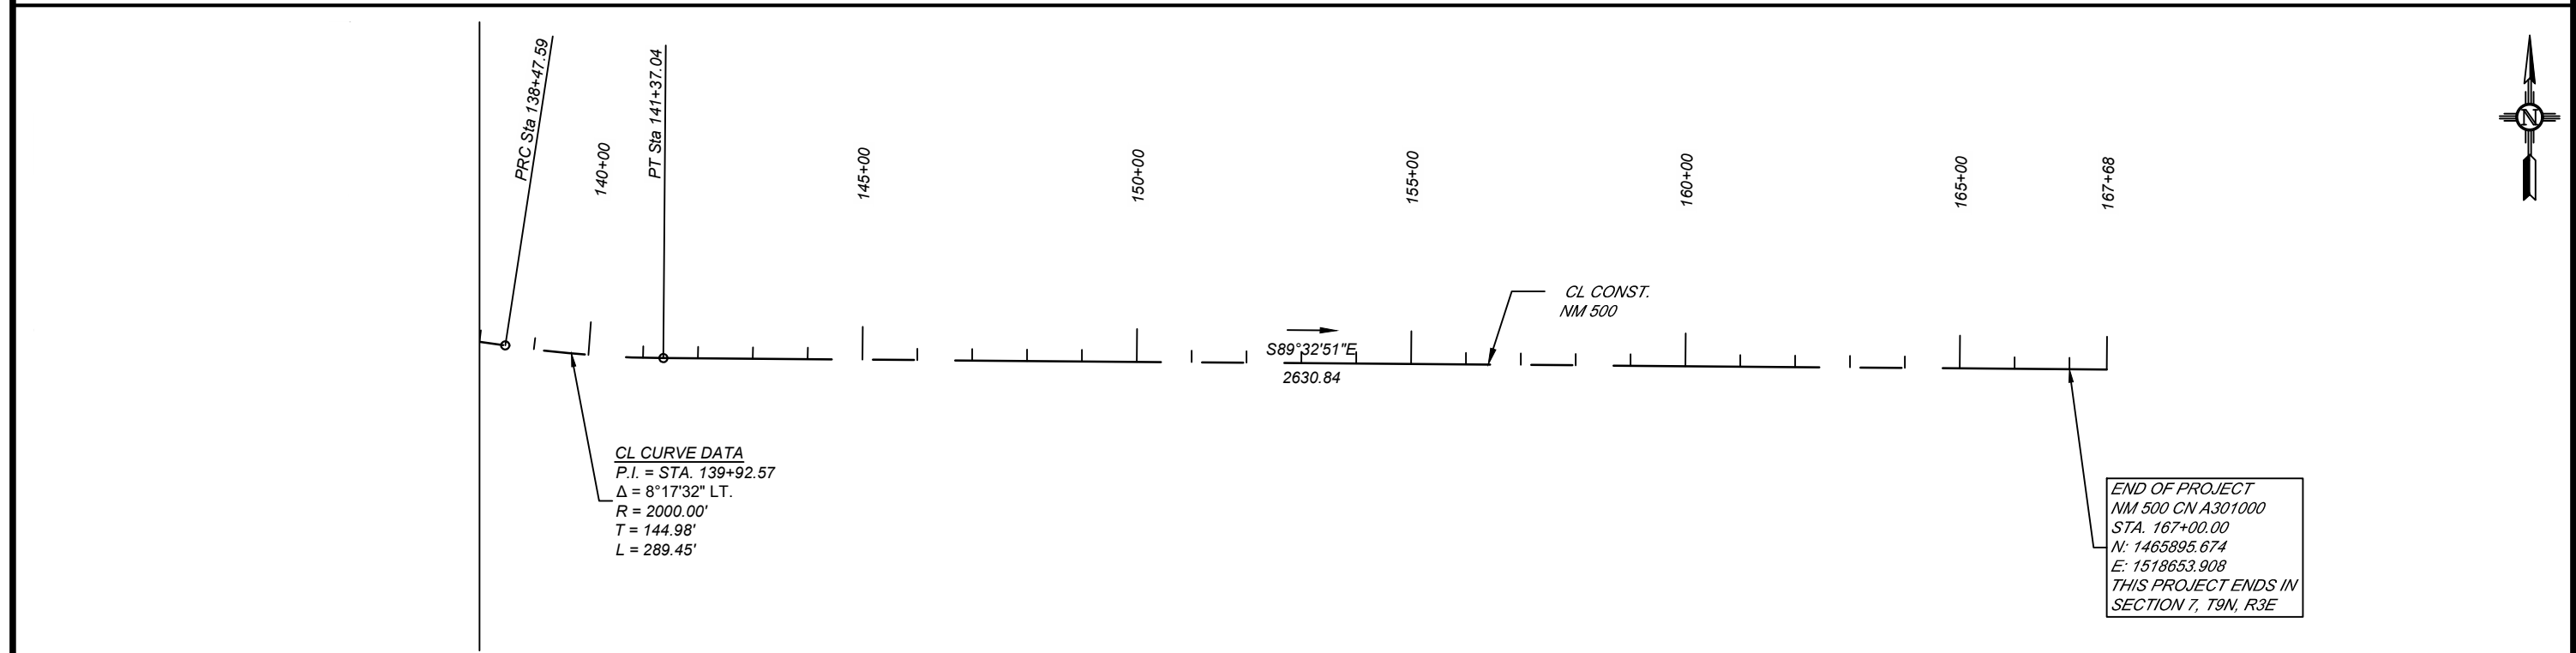 PRC Sta 138+47.59
PT Sta 141+37.04
140+00
145+00
150+00
155+00
160+00
165+00
167+68
N
CL CONST.
NM 500
S89°32'51"E
2630.84
CL CURVE DATA
P.I. = STA. 139+92.57
Δ = 8°17'32" LT.
R = 2000.00'
T = 144.98'
L = 289.45'
END OF PROJECT
NM 500 CN A301000
STA. 167+00.00
N: 1465895.674
E: 1518653.908
THIS PROJECT ENDS IN
SECTION 7, T9N, R3E